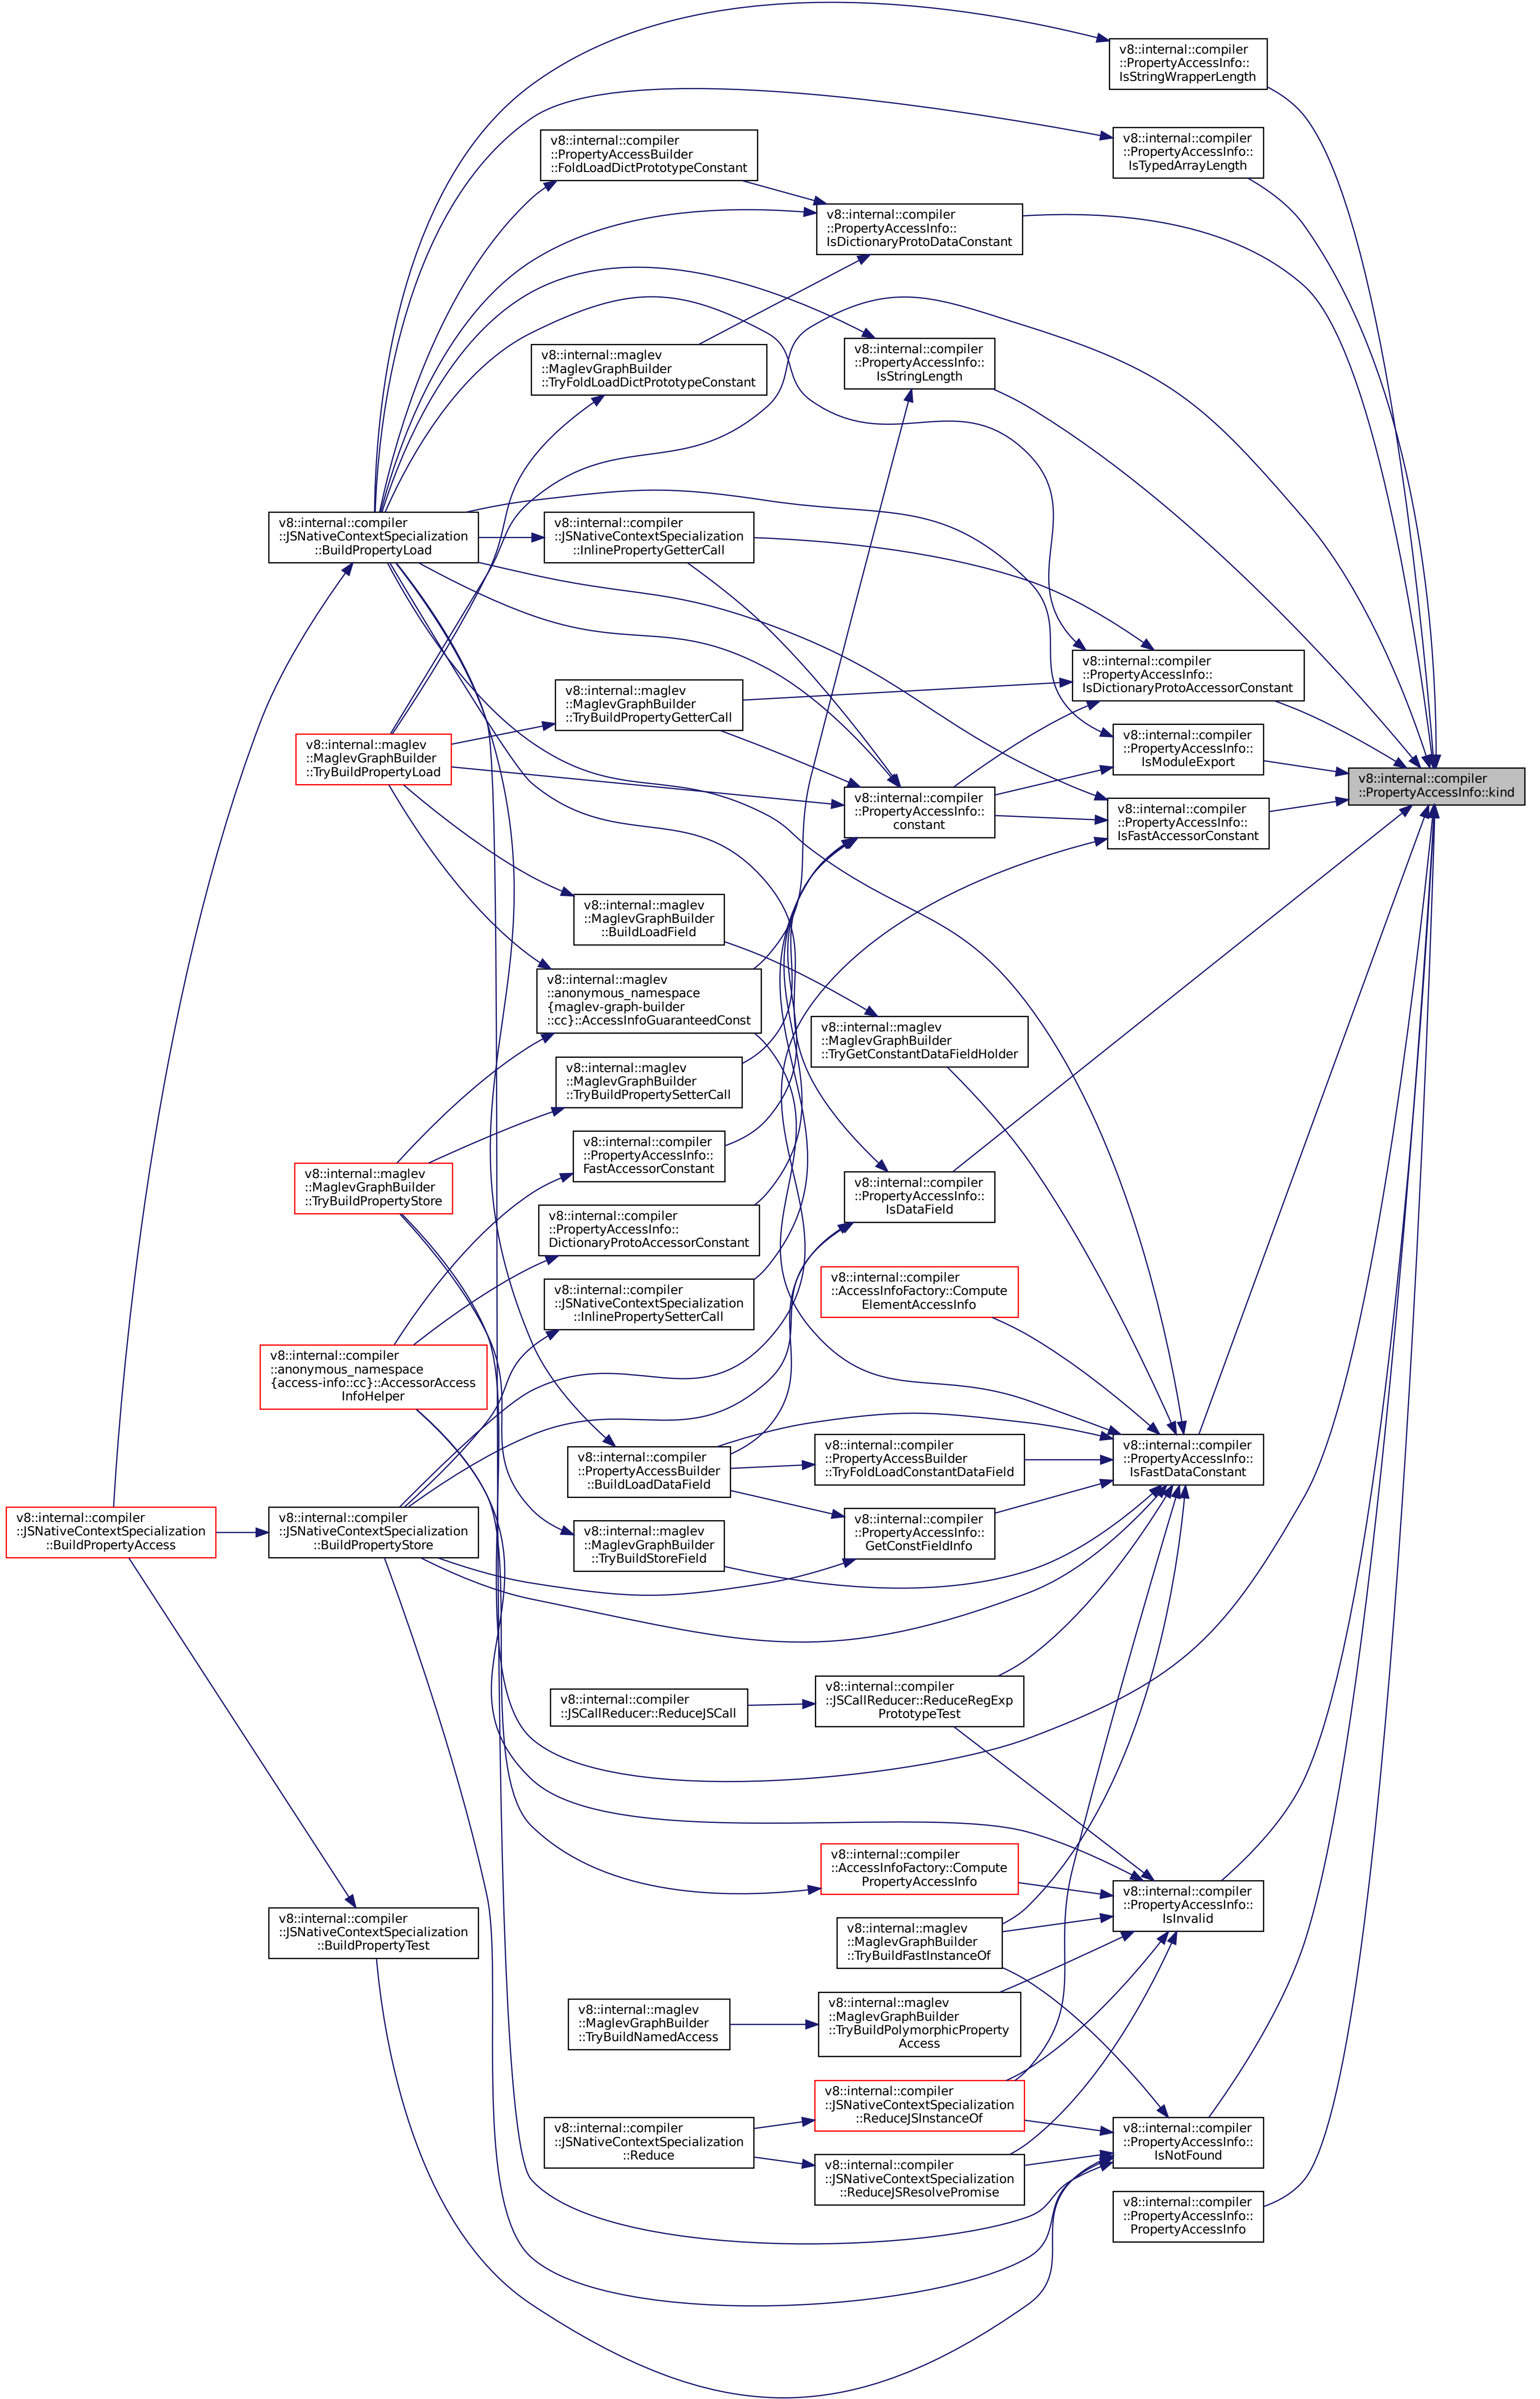 v8::internal::compiler
::PropertyAccessInfo::
IsStringWrapperLength
v8::internal::compiler
::PropertyAccessInfo::
IsTypedArrayLength
v8::internal::compiler
::PropertyAccessBuilder
::FoldLoadDictPrototypeConstant
v8::internal::compiler
::PropertyAccessInfo::
IsDictionaryProtoDataConstant
v8::internal::compiler
::PropertyAccessInfo::
IsStringLength
v8::internal::maglev
::MaglevGraphBuilder
::TryFoldLoadDictPrototypeConstant
v8::internal::compiler
::JSNativeContextSpecialization
::BuildPropertyLoad
v8::internal::compiler
::JSNativeContextSpecialization
::InlinePropertyGetterCall
v8::internal::compiler
::PropertyAccessInfo::
IsDictionaryProtoAccessorConstant
v8::internal::maglev
::MaglevGraphBuilder
::TryBuildPropertyGetterCall
v8::internal::compiler
::PropertyAccessInfo::
IsModuleExport
v8::internal::maglev
::MaglevGraphBuilder
::TryBuildPropertyLoad
v8::internal::compiler
::PropertyAccessInfo::kind
v8::internal::compiler
::PropertyAccessInfo::
constant
v8::internal::compiler
::PropertyAccessInfo::
IsFastAccessorConstant
v8::internal::maglev
::MaglevGraphBuilder
::BuildLoadField
v8::internal::maglev
::anonymous_namespace
{maglev-graph-builder
::cc}::AccessInfoGuaranteedConst
v8::internal::maglev
::MaglevGraphBuilder
::TryGetConstantDataFieldHolder
v8::internal::maglev
::MaglevGraphBuilder
::TryBuildPropertySetterCall
v8::internal::compiler
::PropertyAccessInfo::
FastAccessorConstant
v8::internal::maglev
::MaglevGraphBuilder
::TryBuildPropertyStore
v8::internal::compiler
::PropertyAccessInfo::
IsDataField
v8::internal::compiler
::PropertyAccessInfo::
DictionaryProtoAccessorConstant
v8::internal::compiler
::AccessInfoFactory::Compute
ElementAccessInfo
v8::internal::compiler
::JSNativeContextSpecialization
::InlinePropertySetterCall
v8::internal::compiler
::anonymous_namespace
{access-info::cc}::AccessorAccess
InfoHelper
v8::internal::compiler
::PropertyAccessInfo::
IsFastDataConstant
v8::internal::compiler
::PropertyAccessBuilder
::TryFoldLoadConstantDataField
v8::internal::compiler
::PropertyAccessBuilder
::BuildLoadDataField
v8::internal::compiler
::JSNativeContextSpecialization
::BuildPropertyAccess
v8::internal::compiler
::JSNativeContextSpecialization
::BuildPropertyStore
v8::internal::compiler
::PropertyAccessInfo::
GetConstFieldInfo
v8::internal::maglev
::MaglevGraphBuilder
::TryBuildStoreField
v8::internal::compiler
::JSCallReducer::ReduceRegExp
PrototypeTest
v8::internal::compiler
::JSCallReducer::ReduceJSCall
v8::internal::compiler
::AccessInfoFactory::Compute
PropertyAccessInfo
v8::internal::compiler
::PropertyAccessInfo::
IsInvalid
v8::internal::compiler
::JSNativeContextSpecialization
::BuildPropertyTest
v8::internal::maglev
::MaglevGraphBuilder
::TryBuildFastInstanceOf
v8::internal::maglev
::MaglevGraphBuilder
::TryBuildNamedAccess
v8::internal::maglev
::MaglevGraphBuilder
::TryBuildPolymorphicProperty
Access
v8::internal::compiler
::JSNativeContextSpecialization
::ReduceJSInstanceOf
v8::internal::compiler
::JSNativeContextSpecialization
::Reduce
v8::internal::compiler
::PropertyAccessInfo::
IsNotFound
v8::internal::compiler
::JSNativeContextSpecialization
::ReduceJSResolvePromise
v8::internal::compiler
::PropertyAccessInfo::
PropertyAccessInfo